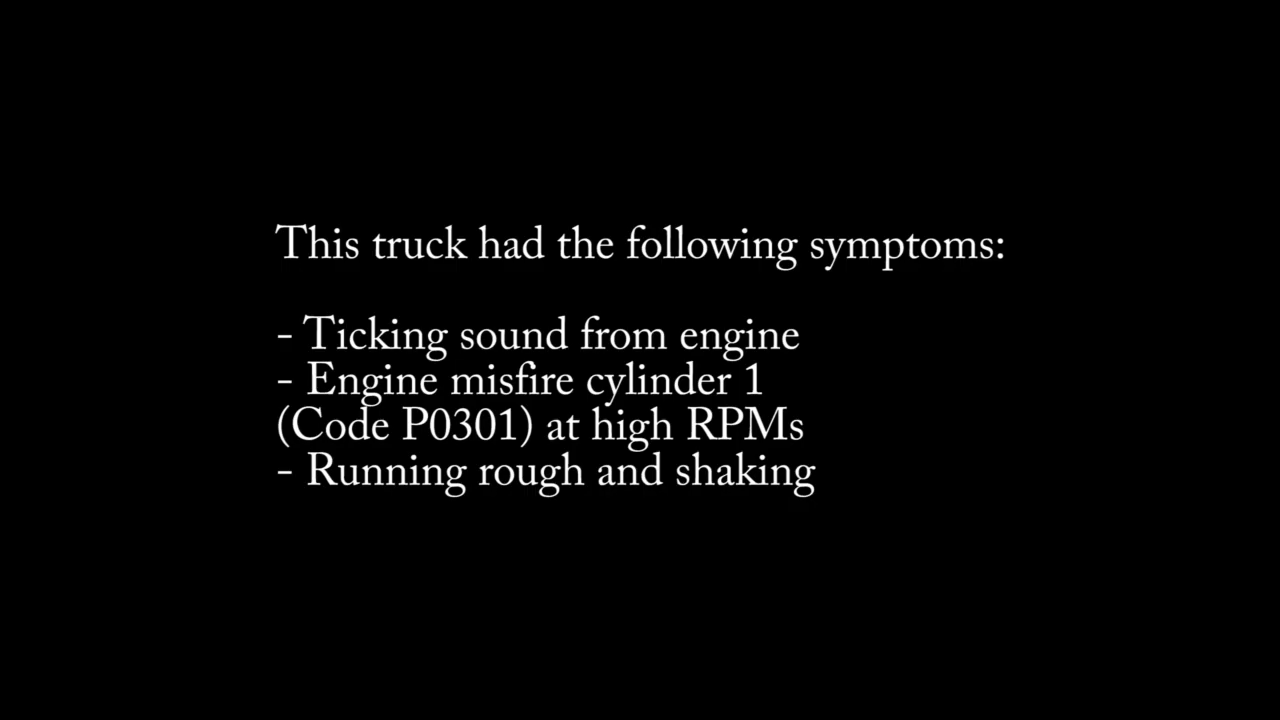 This truck had the following symptoms:
- Ticking sound from engine
- Engine misfire cylinder 1
(Code P0301) at high RPMs
- Running rough and shaking